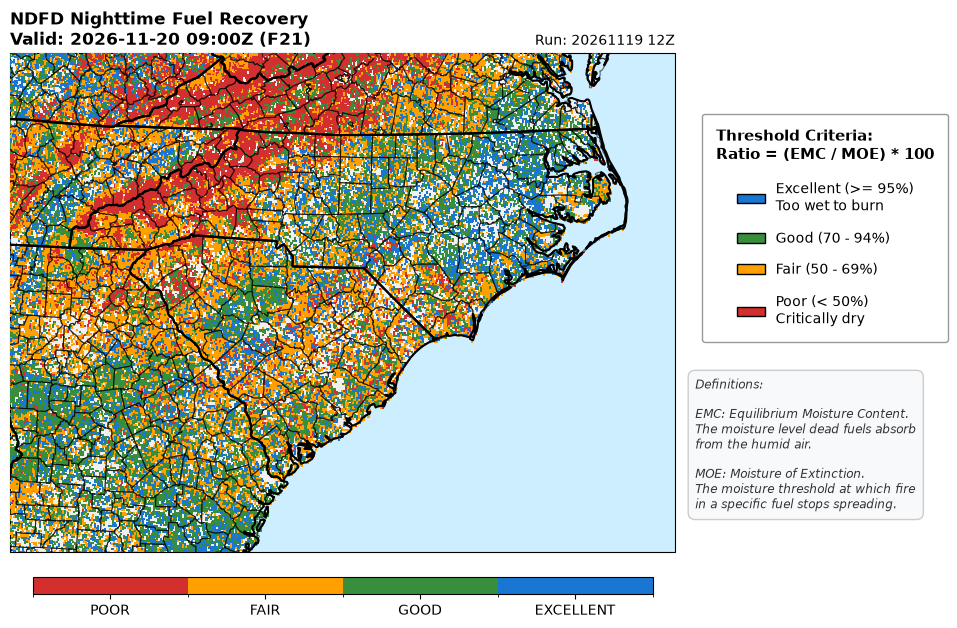 NDFD Nighttime Fuel Recovery
Valid: 2026-11-20 09:00Z (F21)
Run: 20261119 12Z
Threshold Criteria:
Ratio = (EMC / MOE) * 100
Excellent (>= 95%)
Too wet to burn
Good (70 - 94%)
Fair (50 - 69%)
Poor (< 50%)
Critically dry
Definitions:
EMC: Equilibrium Moisture Content.
The moisture level dead fuels absorb
from the humid air.
MOE: Moisture of Extinction.
The moisture threshold at which fire
in a specific fuel stops spreading.
POOR
FAIR
GOOD
EXCELLENT